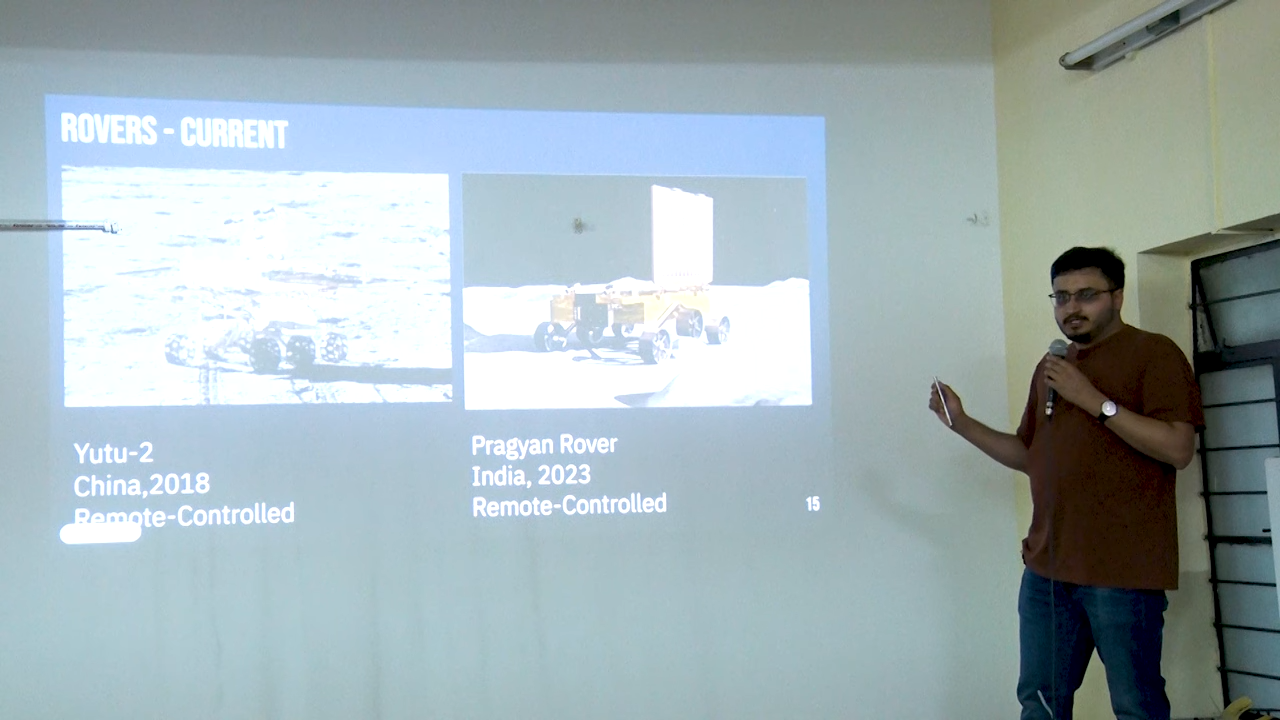 ROVERS - CURRENT
Yutu-2
China,2018
Remote-Controlled
Pragyan Rover
India, 2023
Remote-Controlled
15